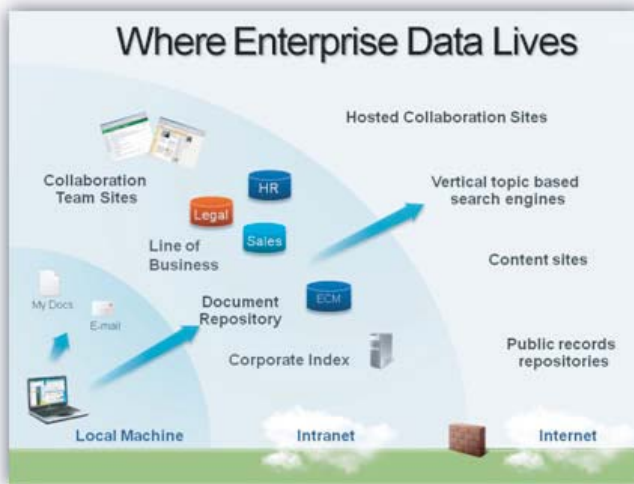 Where Enterprise Data Lives
Hosted Collaboration Sites
Collaboration
Team Sites
HR
Legal
Sales
Line of
Business
Vertical topic based
search engines
Content sites
My Docs
E-mail
Document
Repository
ECM
Corporate Index
Public records
repositories
Local Machine
Intranet
Internet